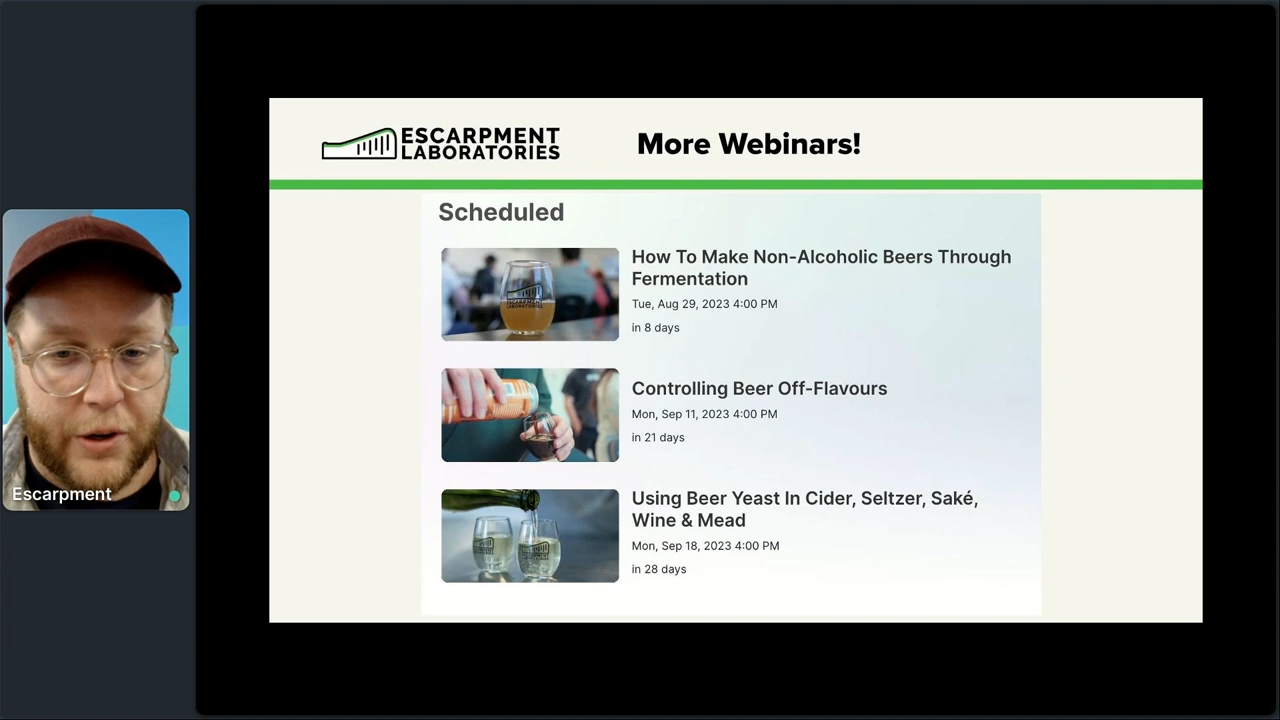 ESCARPMENT
LABORATORIES
More Webinars!
Scheduled
How To Make Non-Alcoholic Beers Through
Fermentation
Tue, Aug 29, 2023 4:00 PM
in 8 days
ESCARPMENT
LABORATORIES
Controlling Beer Off-Flavours
Mon, Sep 11, 2023 4:00 PM
in 21 days
Using Beer Yeast In Cider, Seltzer, Saké,
Wine & Mead
Mon, Sep 18, 2023 4:00 PM
in 28 days
Escarpment